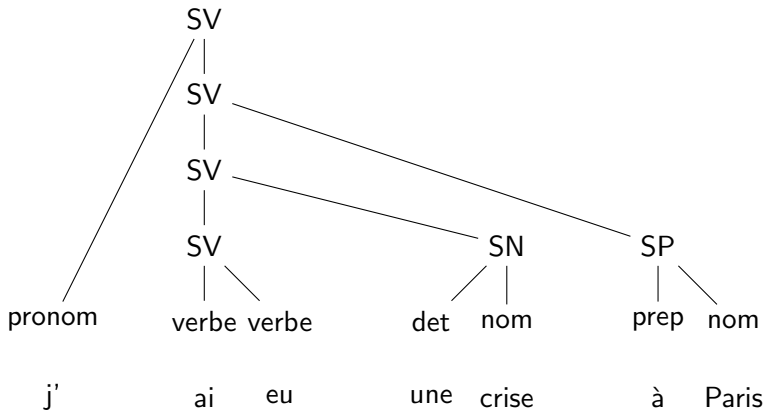 SV
SV
SV
SV SN SP
pronom verbe verbe det nom prep nom
j' ai eu une crise à Paris